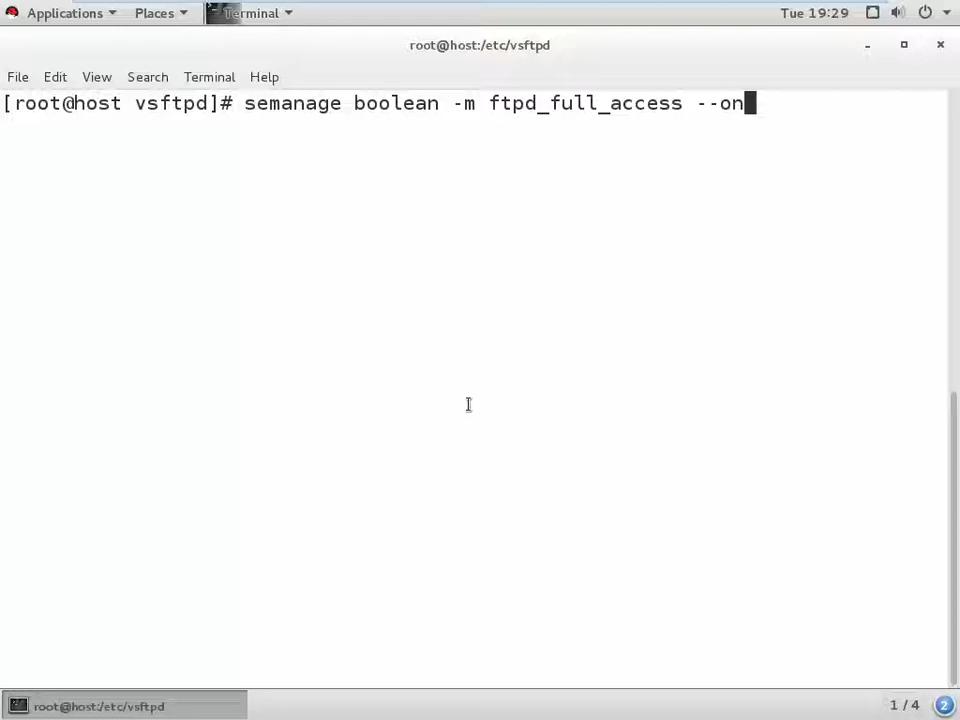 Applications Places Terminal Tue 19:29
root@host:/etc/vsftpd
File Edit View Search Terminal Help
[root@host vsftpd]# semanage boolean -m ftpd_full_access --on
root@host:/etc/vsftpd 1 / 4 2